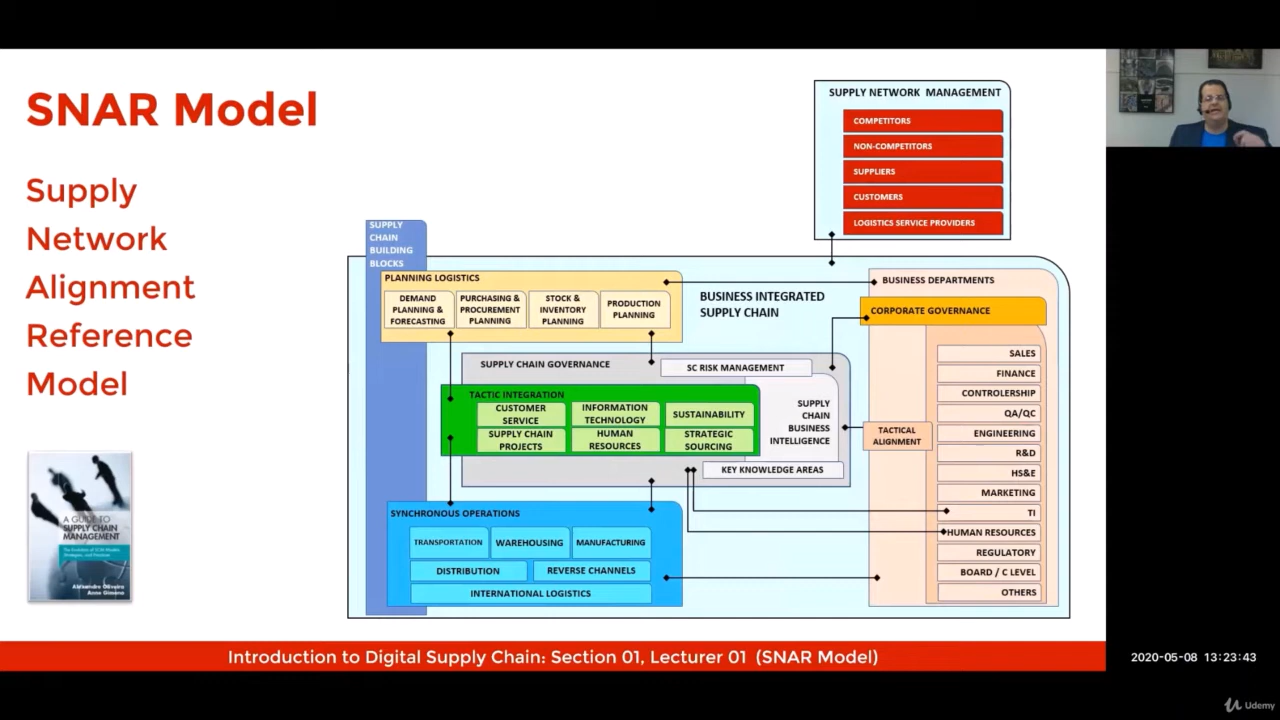 SNAR Model
Supply
Network
Alignment
Reference
Model
A GUIDE TO
SUPPLY CHAIN
MANAGEMENT
Alexandre Oliveira
Anne Gimeno
SUPPLY NETWORK MANAGEMENT
COMPETITORS
NON-COMPETITORS
SUPPLIERS
CUSTOMERS
LOGISTICS SERVICE PROVIDERS
SUPPLY
CHAIN
BUILDING
BLOCKS
PLANNING LOGISTICS
DEMAND
PLANNING &
FORECASTING
PURCHASING &
PROCUREMENT
PLANNING
STOCK &
INVENTORY
PLANNING
PRODUCTION
PLANNING
BUSINESS INTEGRATED
SUPPLY CHAIN
BUSINESS DEPARTMENTS
CORPORATE GOVERNANCE
SUPPLY CHAIN GOVERNANCE
SC RISK MANAGEMENT
TACTIC INTEGRATION
CUSTOMER
SERVICE
INFORMATION
TECHNOLOGY
SUSTAINABILITY
SUPPLY CHAIN
PROJECTS
HUMAN
RESOURCES
STRATEGIC
SOURCING
SUPPLY
CHAIN
BUSINESS
INTELLIGENCE
KEY KNOWLEDGE AREAS
TACTICAL
ALIGNMENT
SALES
FINANCE
CONTROLERSHIP
QA/QC
ENGINEERING
R&D
HS&E
MARKETING
TI
HUMAN RESOURCES
REGULATORY
BOARD / C LEVEL
OTHERS
SYNCHRONOUS OPERATIONS
TRANSPORTATION
WAREHOUSING
MANUFACTURING
DISTRIBUTION
REVERSE CHANNELS
INTERNATIONAL LOGISTICS
Introduction to Digital Supply Chain: Section 01, Lecturer 01 (SNAR Model)
2020-05-08 13:23:43
Udemy